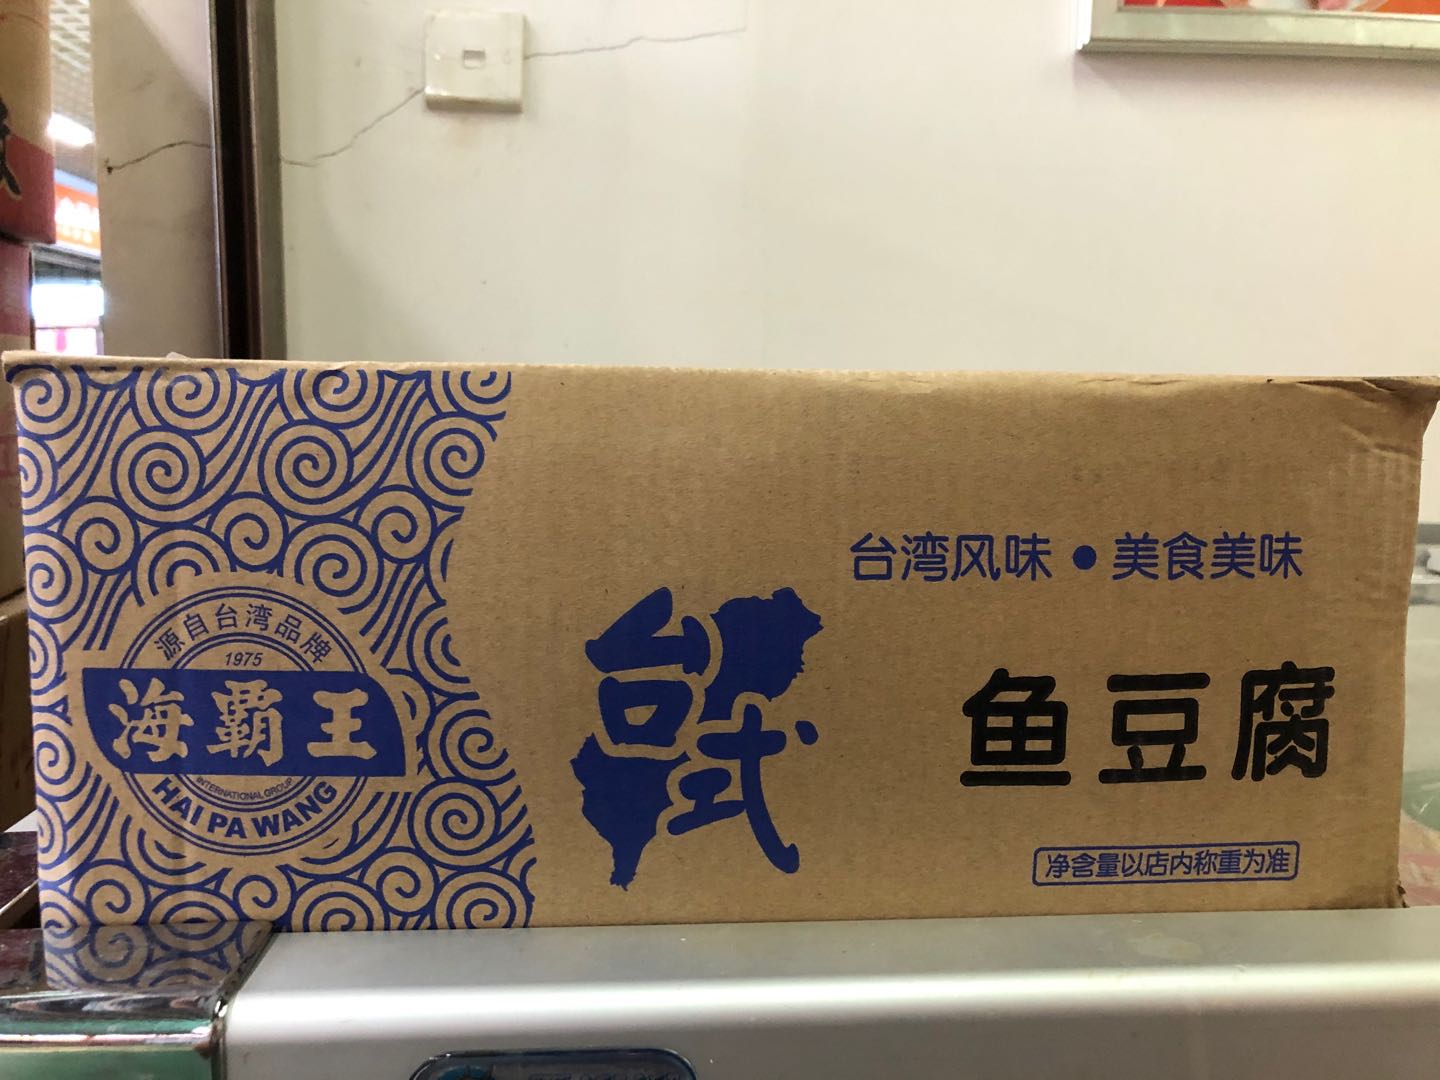 源自台湾品牌
1975
海霸王
INTERNATIONAL GROUP
HAI PA WANG
台式
台湾风味•美食美味
鱼豆腐
净含量以店内称重为准